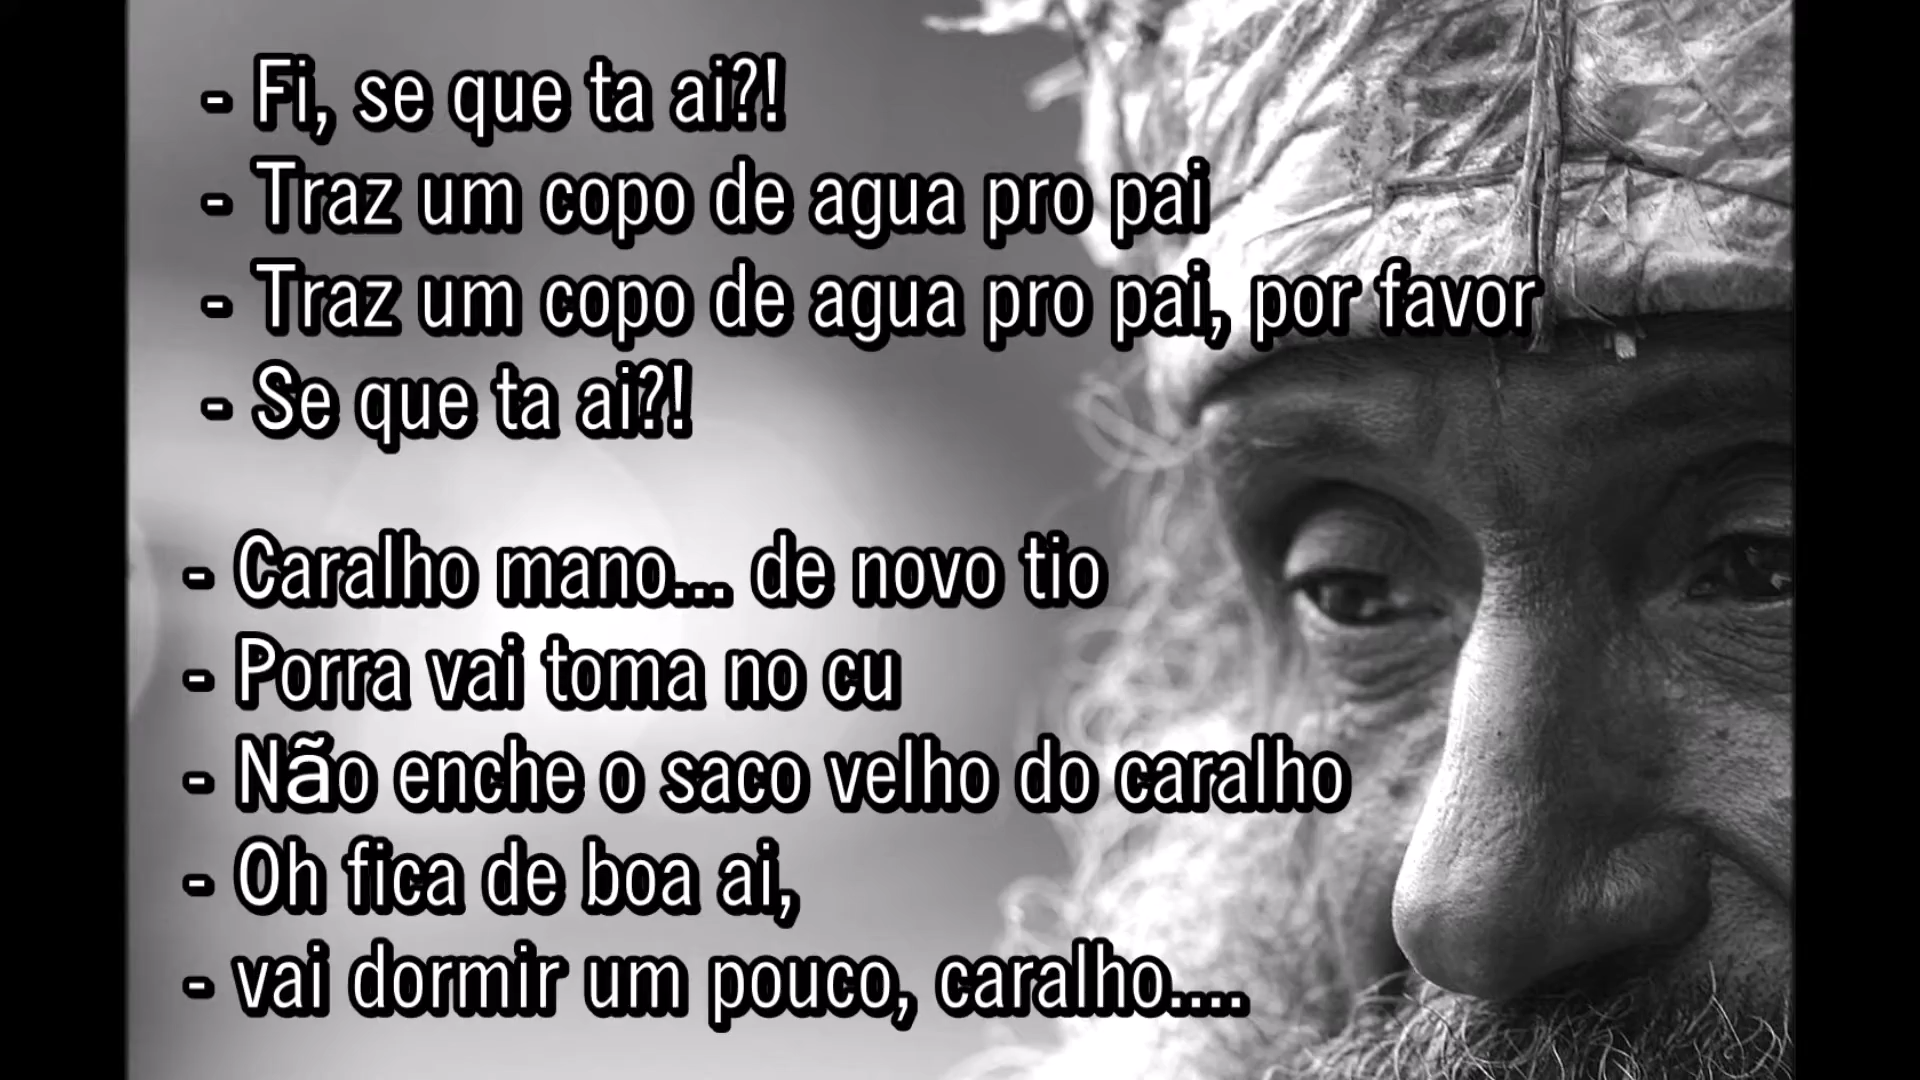 - Fi, se que ta ai?!
- Traz um copo de agua pro pai
- Traz um copo de agua pro pai, por favor
- Se que ta ai?!
- Caralho mano... de novo tio
- Porra vai toma no cu
- Não enche o saco velho do caralho
- Oh fica de boa ai,
- vai dormir um pouco, caralho....